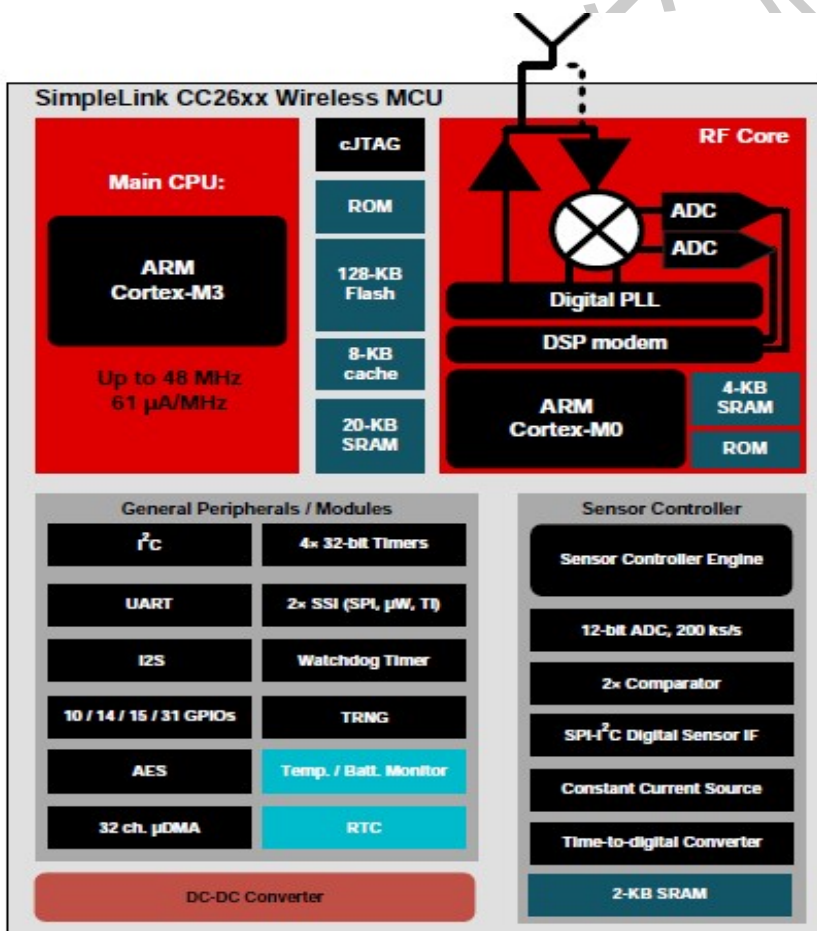 SimpleLink CC26xx Wireless MCU
Main CPU:
ARM
Cortex-M3
Up to 48 MHz
61 µA/MHz
cJTAG
ROM
128-KB
Flash
8-KB
cache
20-KB
SRAM
RF Core
ADC
ADC
Digital PLL
DSP modem
ARM
Cortex-M0
4-KB
SRAM
ROM
General Peripherals / Modules
I²C
4× 32-bit Timers
UART
2× SSI (SPI, µW, TI)
I2S
Watchdog Timer
10 / 14 / 15 / 31 GPIOs
TRNG
AES
Temp. / Batt. Monitor
32 ch. µDMA
RTC
DC-DC Converter
Sensor Controller
Sensor Controller Engine
12-bit ADC, 200 ks/s
2× Comparator
SPI-I²C Digital Sensor IF
Constant Current Source
Time-to-digital Converter
2-KB SRAM